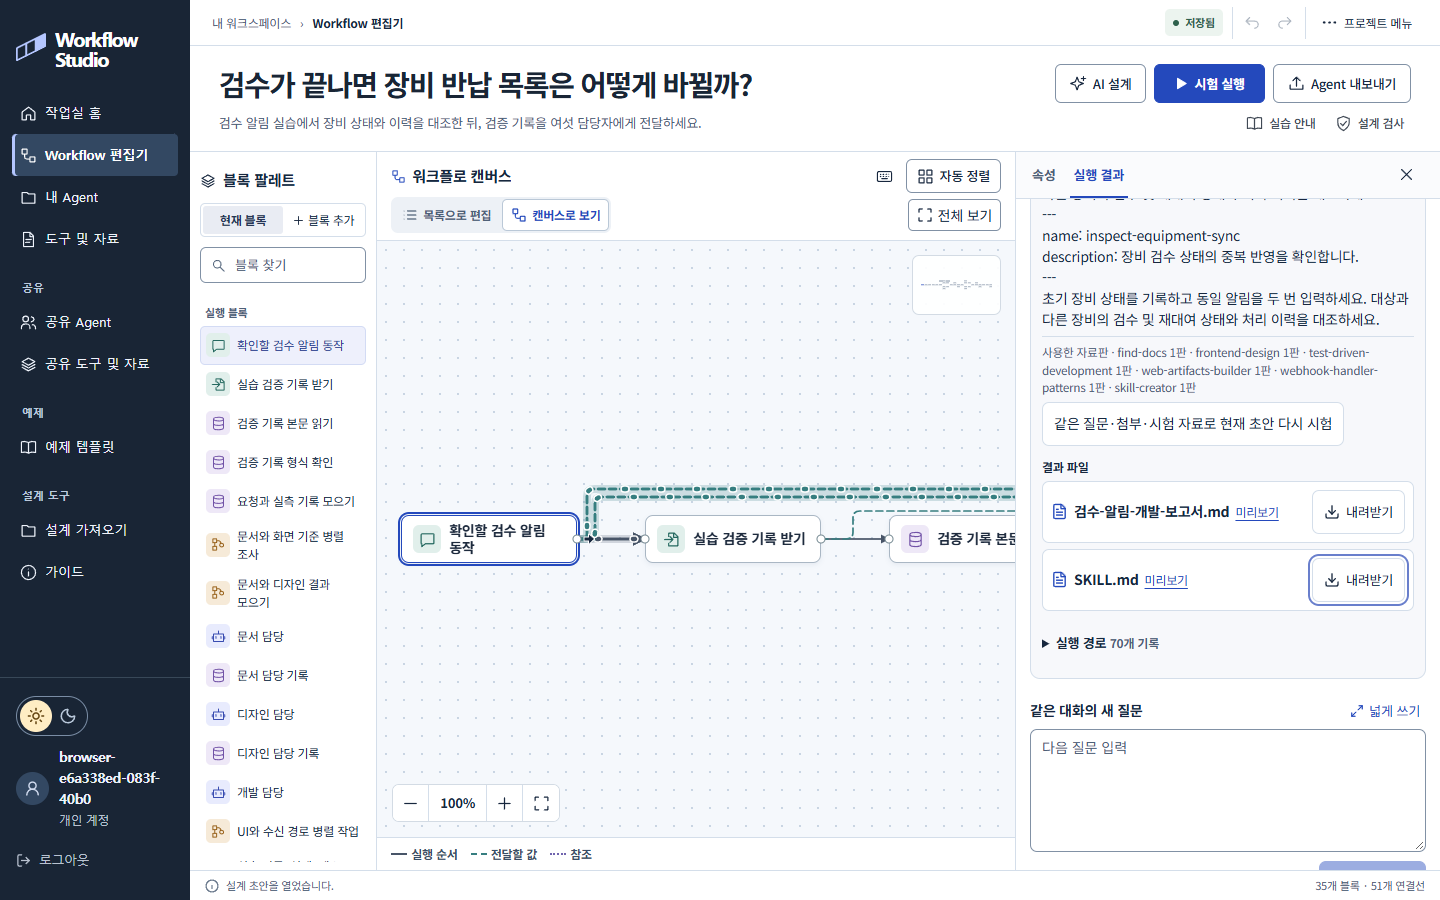 Workflow
Studio
작업실 홈
Workflow 편집기
내 Agent
도구 및 자료
공유
공유 Agent
공유 도구 및 자료
예제
예제 템플릿
설계 도구
설계 가져오기
가이드
browser-
e6a338ed-083f-
40b0
개인 계정
로그아웃
내 워크스페이스 › Workflow 편집기
저장됨
프로젝트 메뉴
검수가 끝나면 장비 반납 목록은 어떻게 바뀔까?
검수 알림 실습에서 장비 상태와 이력을 대조한 뒤, 검증 기록을 여섯 담당자에게 전달하세요.
AI 설계
시험 실행
Agent 내보내기
실습 안내
설계 검사
블록 팔레트
현재 블록
블록 추가
블록 찾기
실행 블록
확인할 검수 알림 동작
실습 검증 기록 받기
검증 기록 본문 읽기
검증 기록 형식 확인
요청과 실측 기록 모으기
문서와 화면 기준 병렬
조사
문서와 디자인 결과
모으기
문서 담당
문서 담당 기록
디자인 담당
디자인 담당 기록
개발 담당
UI와 수신 경로 병렬 작업
워크플로 캔버스
자동 정렬
목록으로 편집
캔버스로 보기
전체 보기
확인할 검수 알림
동작
실습 검증 기록 받기
검증 기록 본문
100%
실행 순서
전달할 값
참조
속성
실행 결과
---
name: inspect-equipment-sync
description: 장비 검수 상태의 중복 반영을 확인합니다.
---
초기 장비 상태를 기록하고 동일 알림을 두 번 입력하세요. 대상과
다른 장비의 검수 및 재대여 상태와 처리 이력을 대조하세요.
사용한 자료판 · find-docs 1판 · frontend-design 1판 · test-driven-
development 1판 · web-artifacts-builder 1판 · webhook-handler-
patterns 1판 · skill-creator 1판
같은 질문·첨부·시험 자료로 현재 초안 다시 시험
결과 파일
검수-알림-개발-보고서.md 미리보기
내려받기
SKILL.md 미리보기
내려받기
실행 경로 70개 기록
같은 대화의 새 질문
넓게 쓰기
다음 질문 입력
설계 초안을 열었습니다.
35개 블록 · 51개 연결선